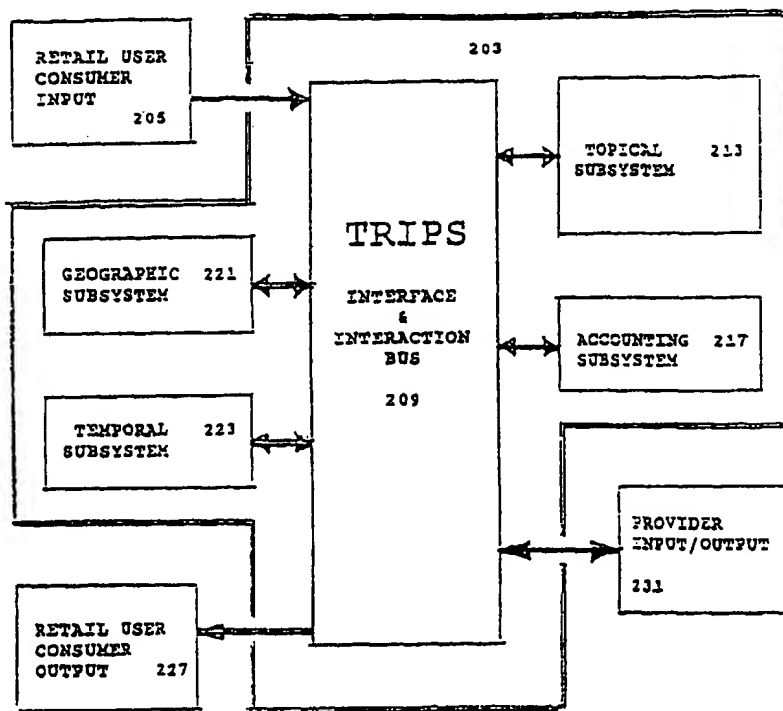 203
RETAIL USER
CONSUMER
INPUT
205
TOPICAL 213
SUBSYSTEM
TRIPS
INTERFACE
&
INTERACTION
BUS
209
GEOGRAPHIC 221
SUBSYSTEM
ACCOUNTING 217
SUBSYSTEM
TEMPORAL 223
SUBSYSTEM
PROVIDER
INPUT/OUTPUT
231
RETAIL USER
CONSUMER
OUTPUT 227